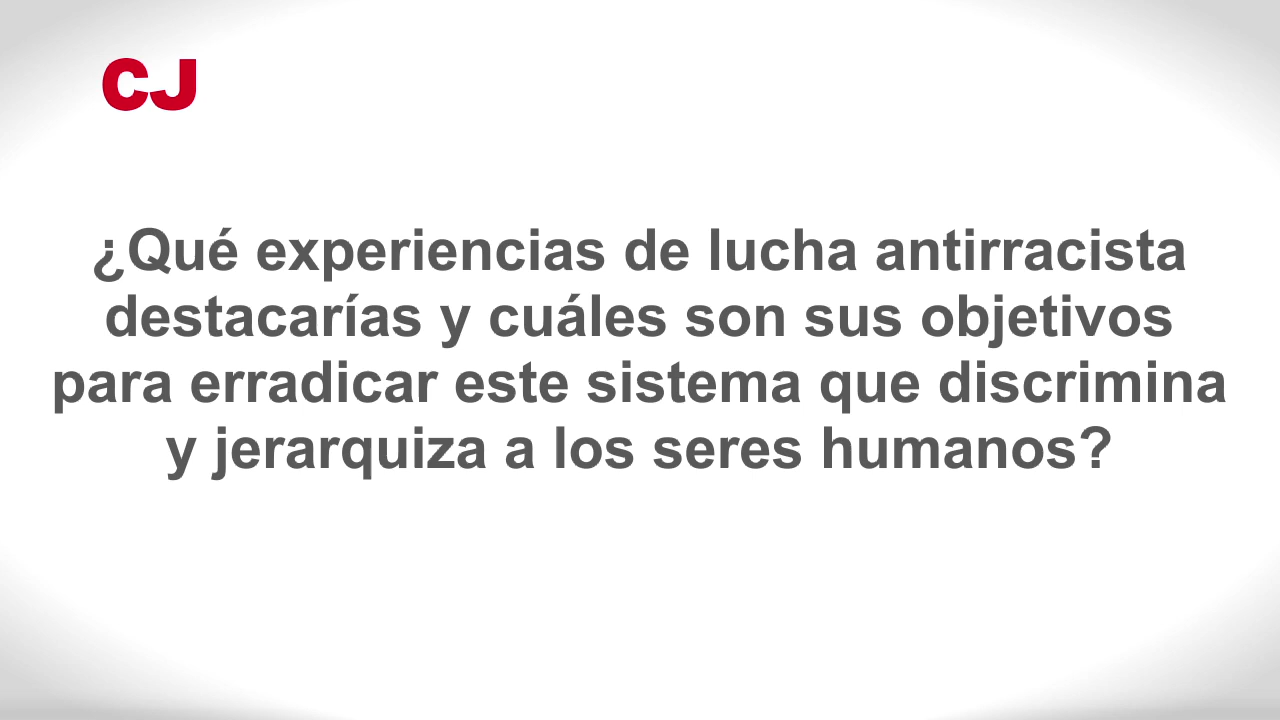 CJ
¿Qué experiencias de lucha antirracista
destacarías y cuáles son sus objetivos
para erradicar este sistema que discrimina
y jerarquiza a los seres humanos?